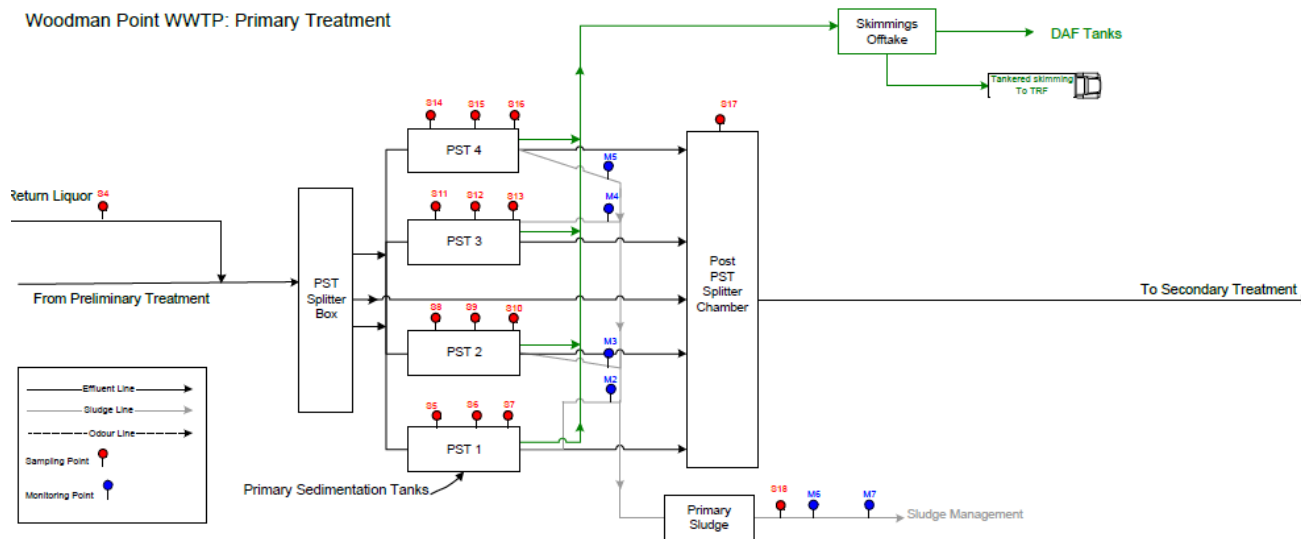 Woodman Point WWTP: Primary Treatment
Skimmings
Offtake
DAF Tanks
Tankered skimming
To TRF
S14
S15
S16
S17
PST 4
M5
Return Liquor
S4
S11
S12
S13
M4
PST 3
From Preliminary Treatment
PST
Splitter
Box
Post
PST
Splitter
Chamber
To Secondary Treatment
S8
S9
S10
PST 2
M3
M2
Effluent Line
Sludge Line
Odour Line
Sampling Point
Monitoring Point
S5
S6
S7
PST 1
Primary Sedimentation Tanks
Primary
Sludge
S18
M6
M7
Sludge Management